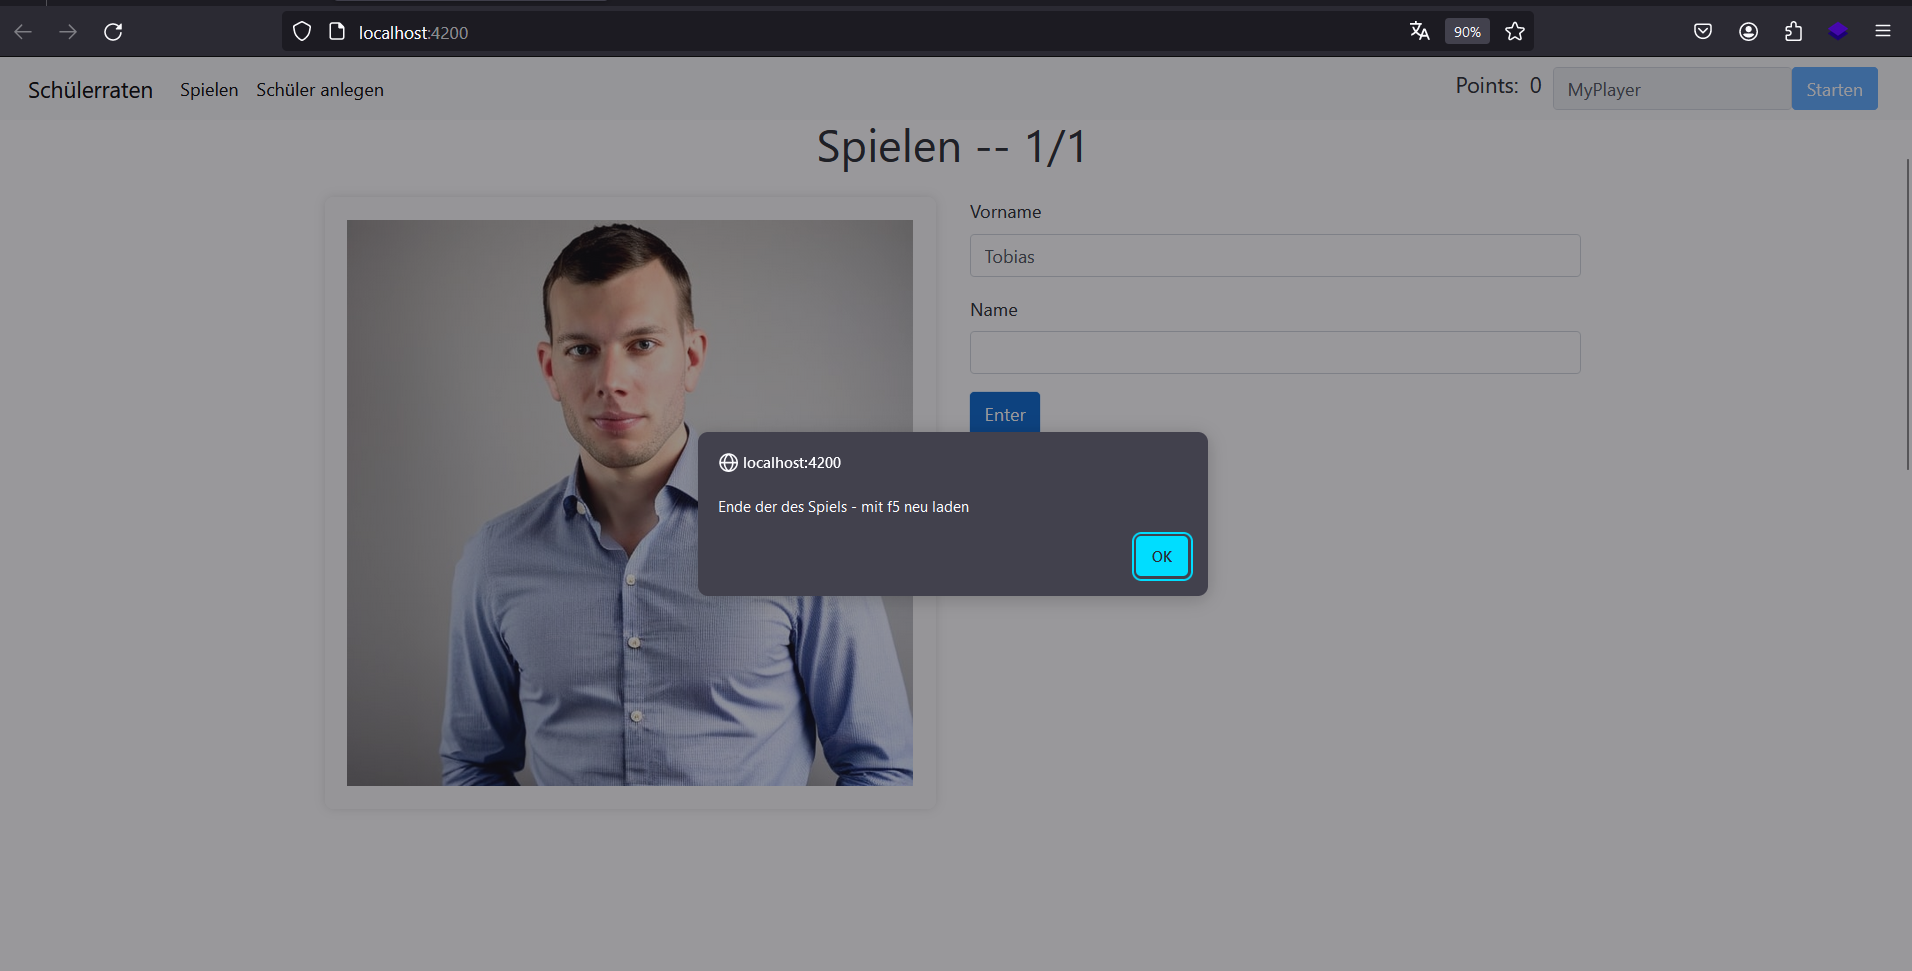 localhost:4200
90%
Schülerraten
Spielen
Schüler anlegen
Points: 0
MyPlayer
Starten
Spielen -- 1/1
Vorname
Tobias
Name
Enter
localhost:4200
Ende der des Spiels - mit f5 neu laden
OK